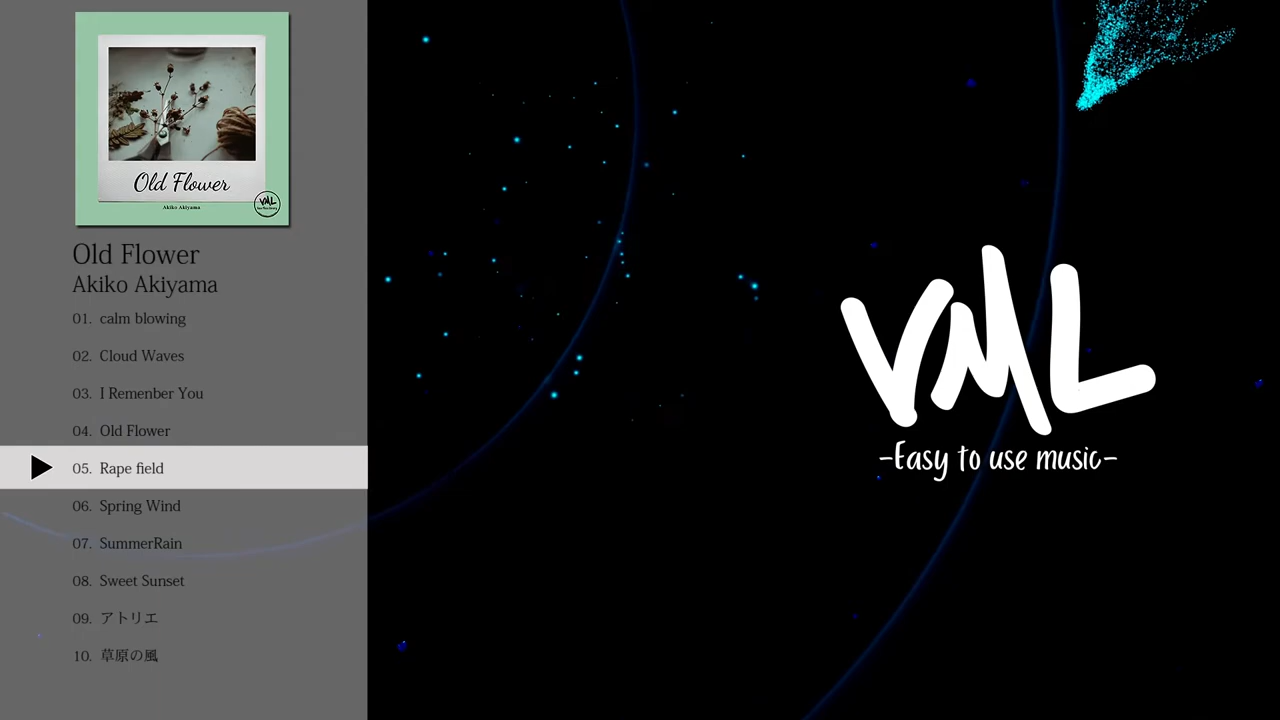 Old Flower
Akiko Akiyama
VML
Old Flower
Akiko Akiyama
01. calm blowing
02. Cloud Waves
03. I Remenber You
04. Old Flower
05. Rape field
06. Spring Wind
07. SummerRain
08. Sweet Sunset
09. アトリエ
10. 草原の風
VML
-Easy to use music-